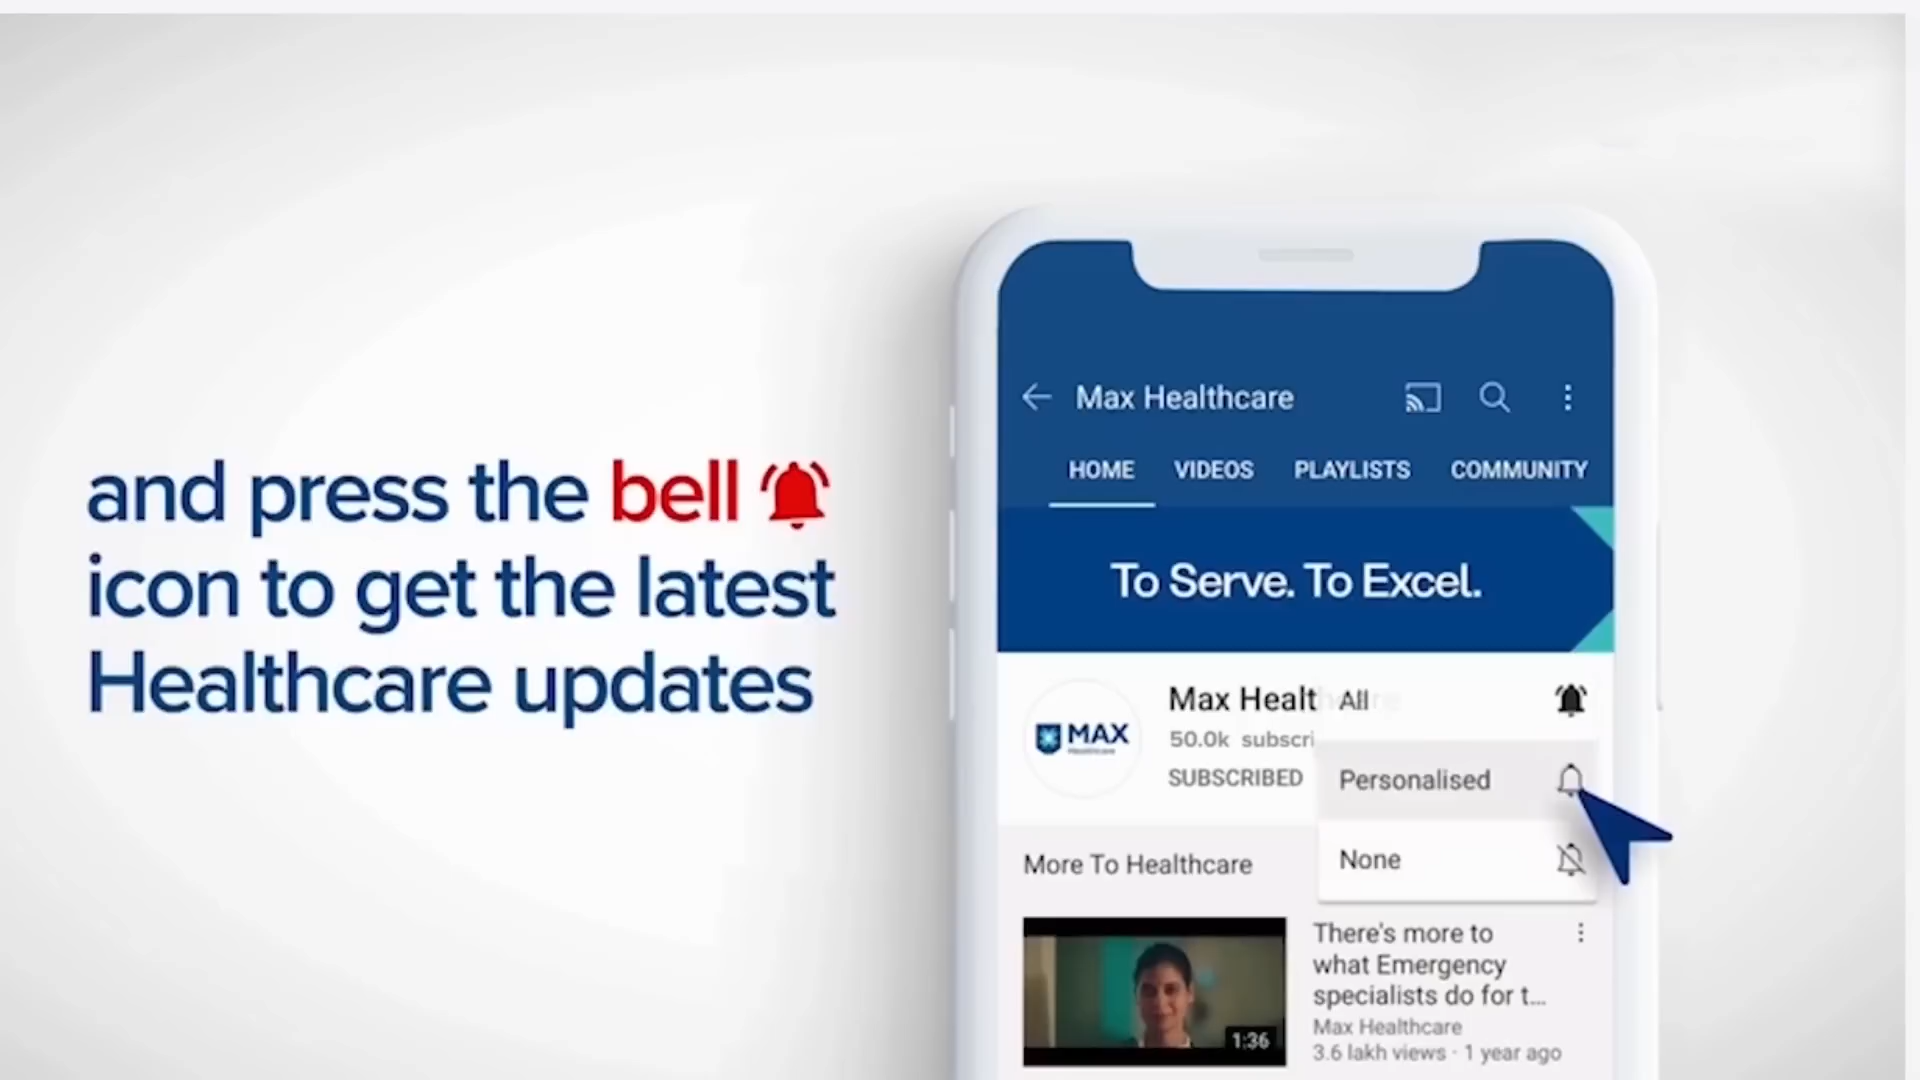 and press the bell
icon to get the latest
Healthcare updates
Max Healthcare
HOME VIDEOS PLAYLISTS COMMUNITY
To Serve. To Excel.
MAX
Healthcare
Max Healt
All
50.0k subscri
SUBSCRIBED
Personalised
None
More To Healthcare
There's more to
what Emergency
specialists do for t...
1:36
Max Healthcare
3.6 lakh views · 1 year ago